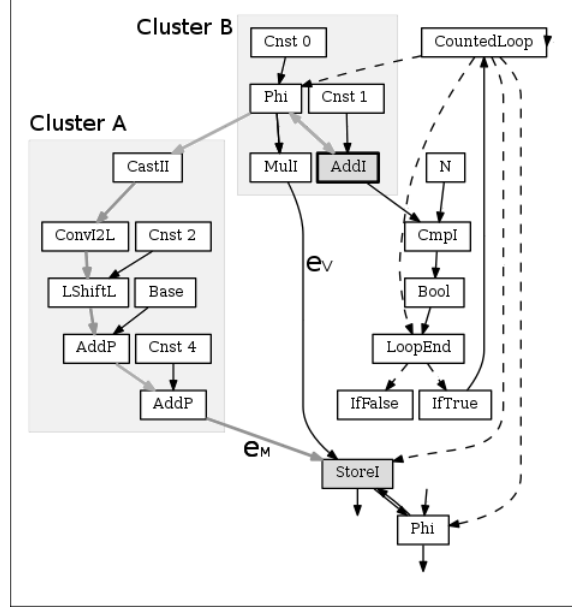 Cluster B
Cnst 0
CountedLoop
Phi
Cnst 1
Cluster A
CastII
MulI
AddI
N
ConvI2L
Cnst 2
CmpI
eV
LShiftL
Base
Bool
AddP
Cnst 4
LoopEnd
AddP
IfFalse
IfTrue
eM
StoreI
Phi